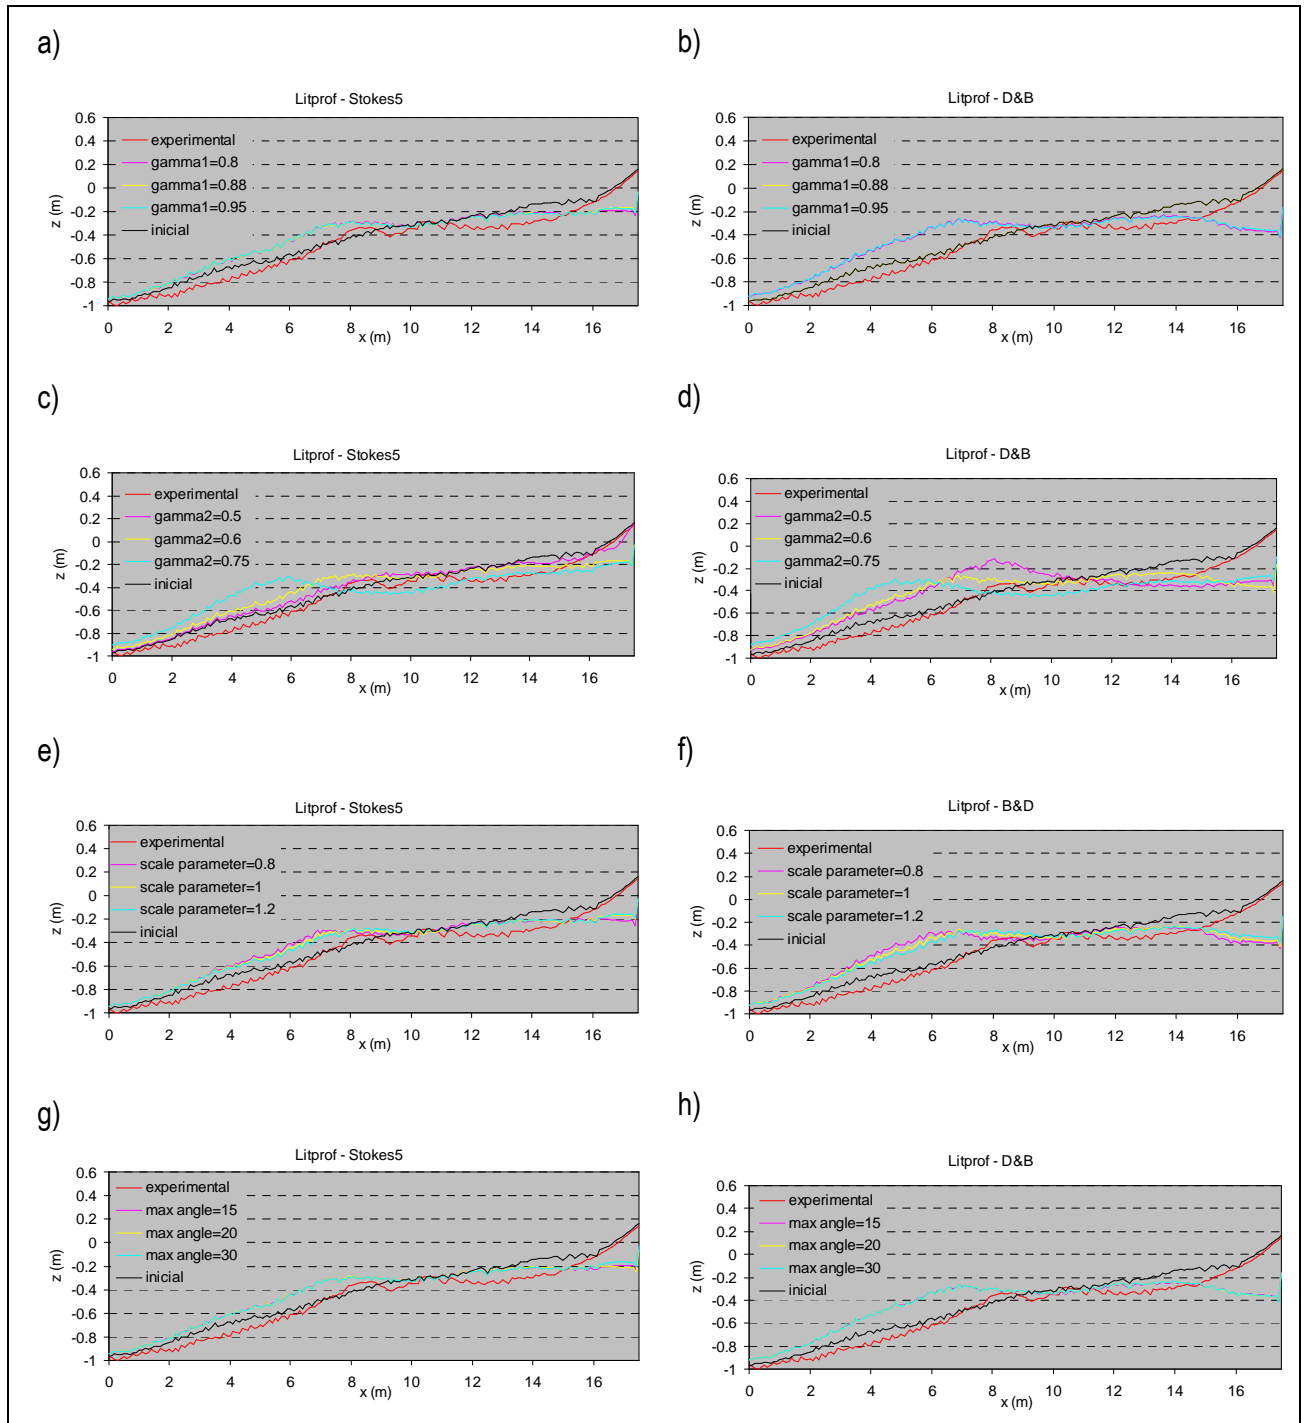 a)
Litprof - Stokes5
0.6
0.4
0.2
0
-0.2
-0.4
-0.6
-0.8
-1
z (m)
experimental
gamma1=0.8
gamma1=0.88
gamma1=0.95
inicial
0 2 4 6 8 10 12 14 16
x (m)
b)
Litprof - D&B
0.6
0.4
0.2
0
-0.2
-0.4
-0.6
-0.8
-1
z (m)
experimental
gamma1=0.8
gamma1=0.88
gamma1=0.95
inicial
0 2 4 6 8 10 12 14 16
x (m)
c)
Litprof - Stokes5
0.6
0.4
0.2
0
-0.2
-0.4
-0.6
-0.8
-1
z (m)
experimental
gamma2=0.5
gamma2=0.6
gamma2=0.75
inicial
0 2 4 6 8 10 12 14 16
x (m)
d)
Litprof - D&B
0.6
0.4
0.2
0
-0.2
-0.4
-0.6
-0.8
-1
z (m)
experimental
gamma2=0.5
gamma2=0.6
gamma2=0.75
inicial
0 2 4 6 8 10 12 14 16
x (m)
e)
Litprof - Stokes5
0.6
0.4
0.2
0
-0.2
-0.4
-0.6
-0.8
-1
z (m)
experimental
scale parameter=0.8
scale parameter=1
scale parameter=1.2
inicial
0 2 4 6 8 10 12 14 16
x (m)
f)
Litprof - B&D
0.6
0.4
0.2
0
-0.2
-0.4
-0.6
-0.8
-1
z (m)
experimental
scale parameter=0.8
scale parameter=1
scale parameter=1.2
inicial
0 2 4 6 8 10 12 14 16
x (m)
g)
Litprof - Stokes5
0.6
0.4
0.2
0
-0.2
-0.4
-0.6
-0.8
-1
z (m)
experimental
max angle=15
max angle=20
max angle=30
inicial
0 2 4 6 8 10 12 14 16
x (m)
h)
Litprof - D&B
0.6
0.4
0.2
0
-0.2
-0.4
-0.6
-0.8
-1
z (m)
experimental
max angle=15
max angle=20
max angle=30
inicial
0 2 4 6 8 10 12 14 16
x (m)